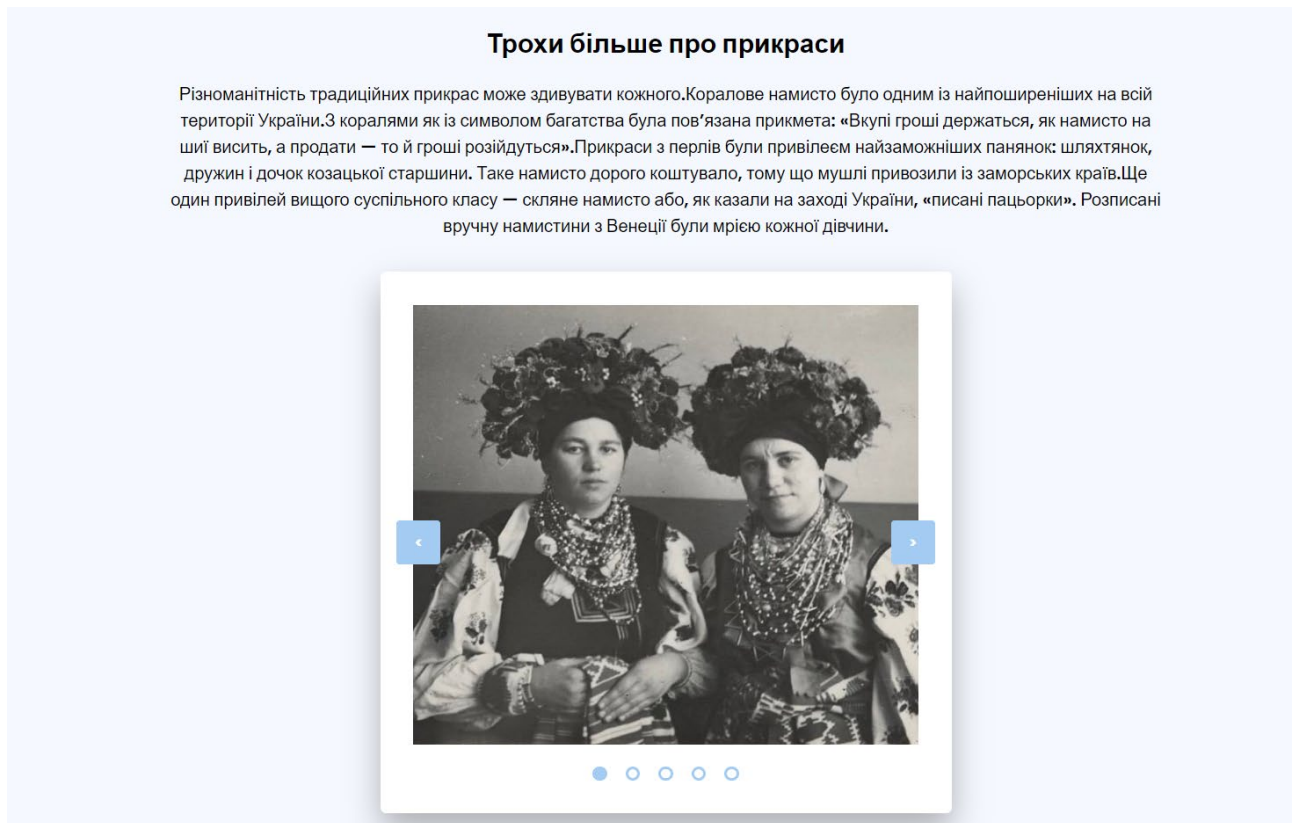 Трохи більше про прикраси
Різноманітність традиційних прикрас може здивувати кожного.Коралове намисто було одним із найпоширеніших на всій
території України.З коралями як із символом багатства була пов’язана прикмета: «Вкупі гроші держаться, як намисто на
шиї висить, а продати — то й гроші розійдуться».Прикраси з перлів були привілеєм найзаможніших панянок: шляхтянок,
дружин і дочок козацької старшини. Таке намисто дорого коштувало, тому що мушлі привозили із заморських країв.Ще
один привілей вищого суспільного класу — скляне намисто або, як казали на заході України, «писані пацьорки». Розписані
вручну намистини з Венеції були мрією кожної дівчини.